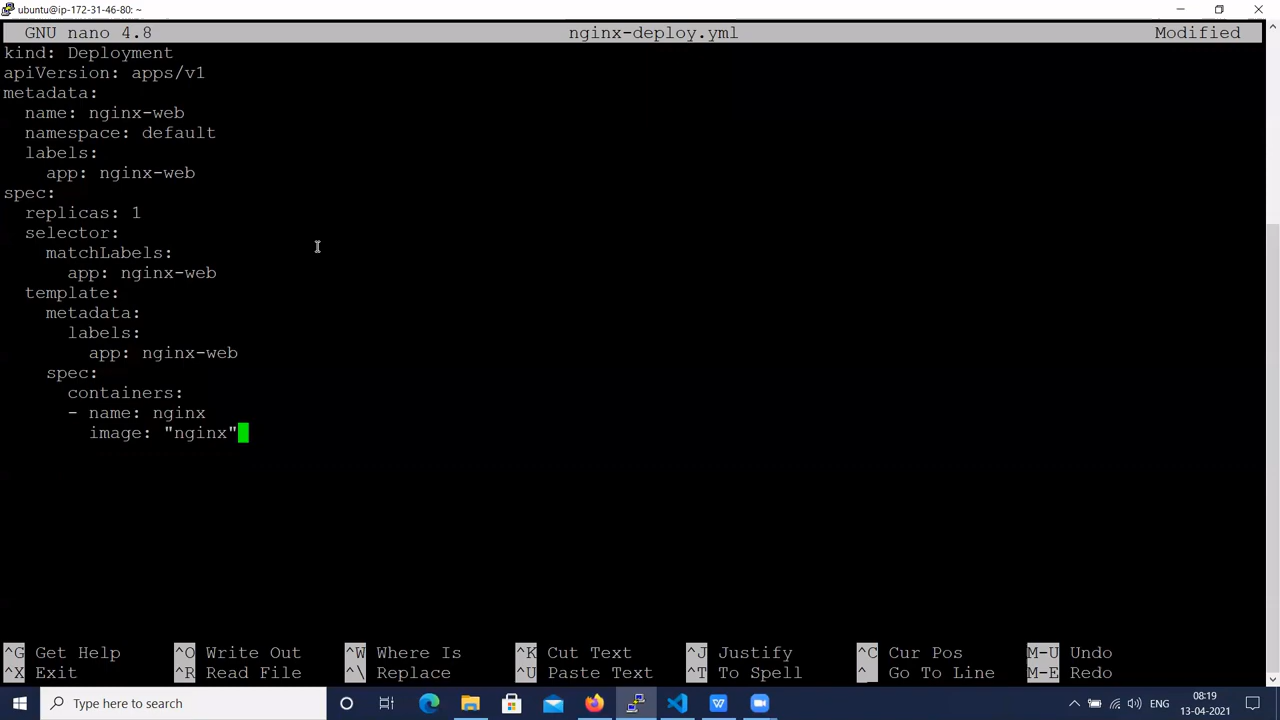 ubuntu@ip-172-31-46-80: ~
GNU nano 4.8 nginx-deploy.yml Modified
kind: Deployment
apiVersion: apps/v1
metadata:
  name: nginx-web
  namespace: default
  labels:
    app: nginx-web
spec:
  replicas: 1
  selector:
    matchLabels:
      app: nginx-web
  template:
    metadata:
      labels:
        app: nginx-web
    spec:
      containers:
      - name: nginx
        image: "nginx"
^G Get Help ^O Write Out ^W Where Is ^K Cut Text ^J Justify ^C Cur Pos M-U Undo
^X Exit ^R Read File ^\ Replace ^U Paste Text ^T To Spell ^_ Go To Line M-E Redo
Type here to search
ENG
08:19
13-04-2021